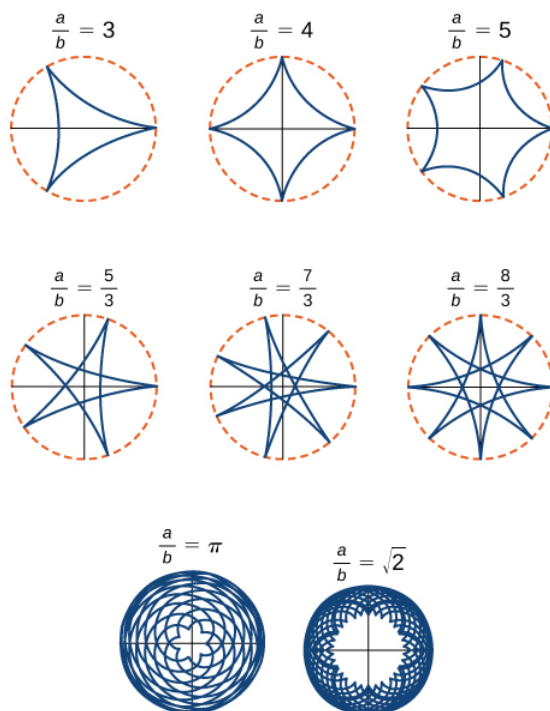 a/b = 3
a/b = 4
a/b = 5
a/b = 5/3
a/b = 7/3
a/b = 8/3
a/b = π
a/b = √2